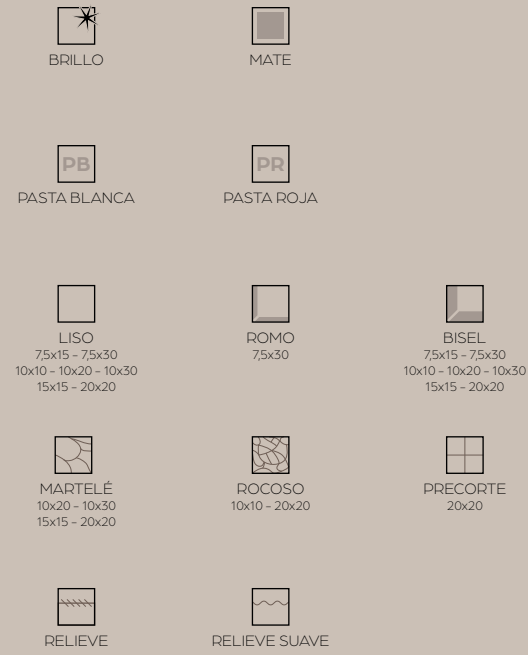 BRILLO
MATE
PB
PR
PASTA BLANCA
PASTA ROJA
LISO
7,5x15 - 7,5x30
10x10 - 10x20 - 10x30
15x15 - 20x20
ROMO
7,5x30
BISEL
7,5x15 - 7,5x30
10x10 - 10x20 - 10x30
15x15 - 20x20
MARTELÉ
10x20 - 10x30
15x15 - 20x20
ROCOSO
10x10 - 20x20
PRECORTE
20x20
RELIEVE
RELIEVE SUAVE